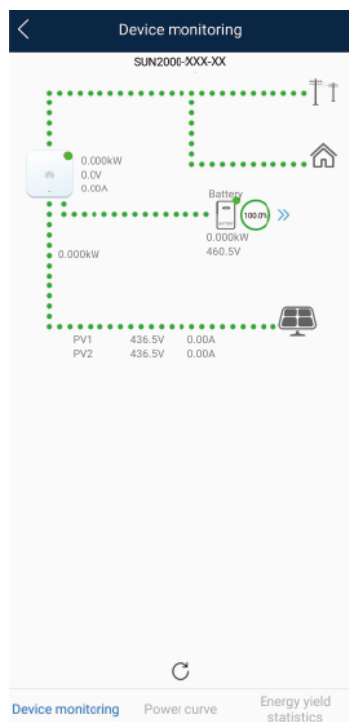 Device monitoring
SUN2000-XXX-XX
0.000kW
0.0V
0.00A
Battery
100.0%
0.000kW
460.5V
0.000kW
PV1 436.5V 0.00A
PV2 436.5V 0.00A
Device monitoring
Power curve
Energy yield
statistics